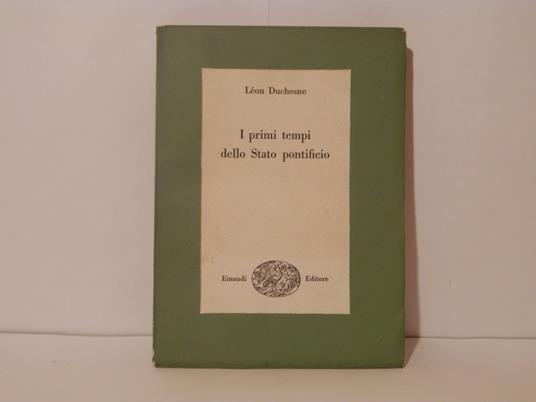 Léon Duchesne
I primi tempi
dello Stato pontificio
Einaudi Editore